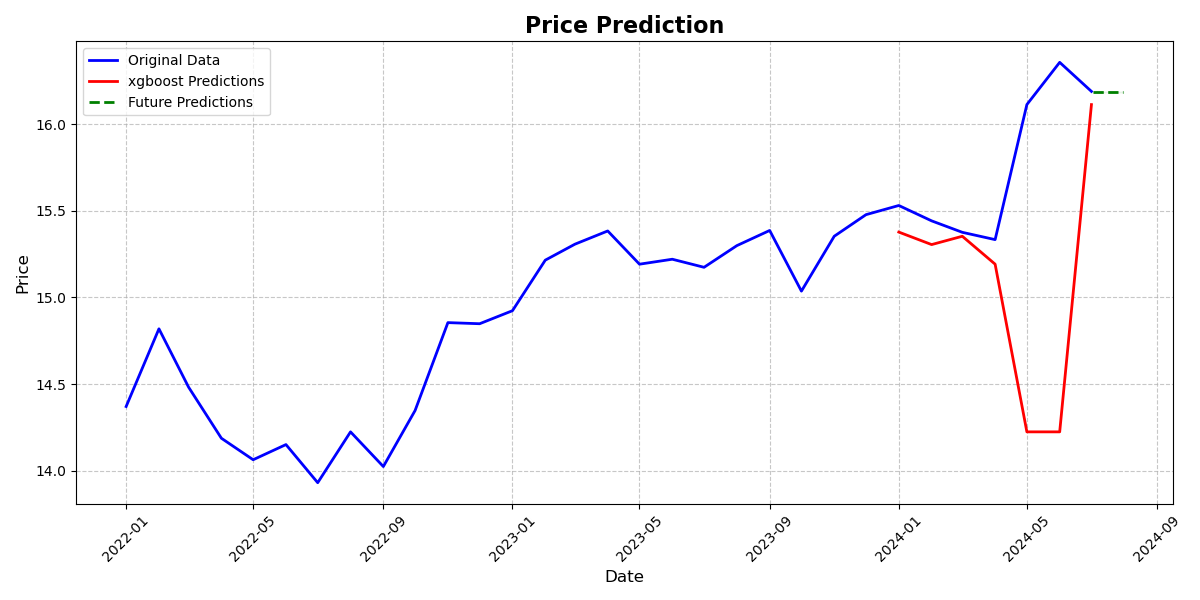 Price Prediction
Original Data
xgboost Predictions
Future Predictions
Price
16.0
15.5
15.0
14.5
14.0
2022-01
2022-05
2022-09
2023-01
2023-05
2023-09
2024-01
2024-05
2024-09
Date